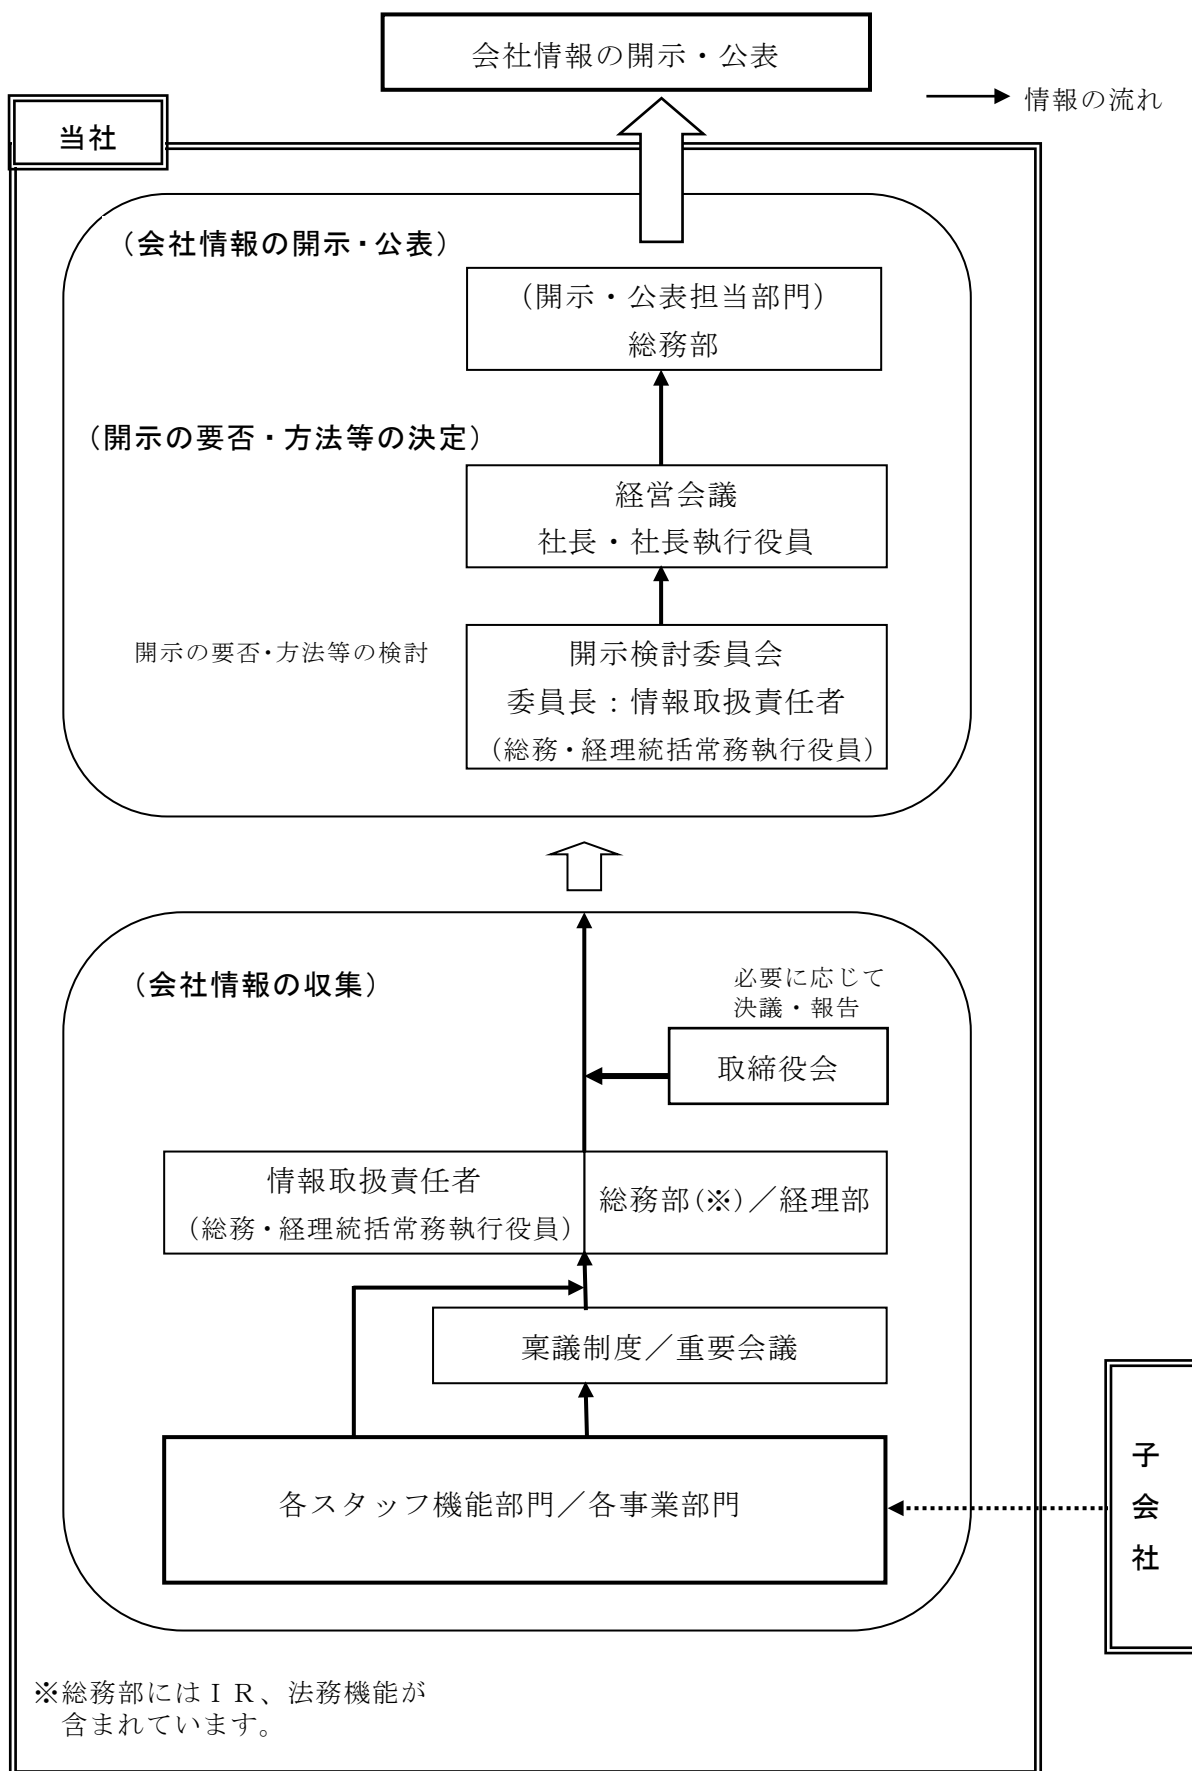 会社情報の開示・公表
情報の流れ
当社
（会社情報の開示・公表）
（開示・公表担当部門）
総務部
（開示の要否・方法等の決定）
経営会議
社長・社長執行役員
開示の要否・方法等の検討
開示検討委員会
委員長：情報取扱責任者
（総務・経理統括常務執行役員）
（会社情報の収集）
必要に応じて
決議・報告
取締役会
情報取扱責任者
（総務・経理統括常務執行役員）
総務部(※)／経理部
稟議制度／重要会議
各スタッフ機能部門／各事業部門
子
会
社
※総務部にはＩＲ、法務機能が
含まれています。